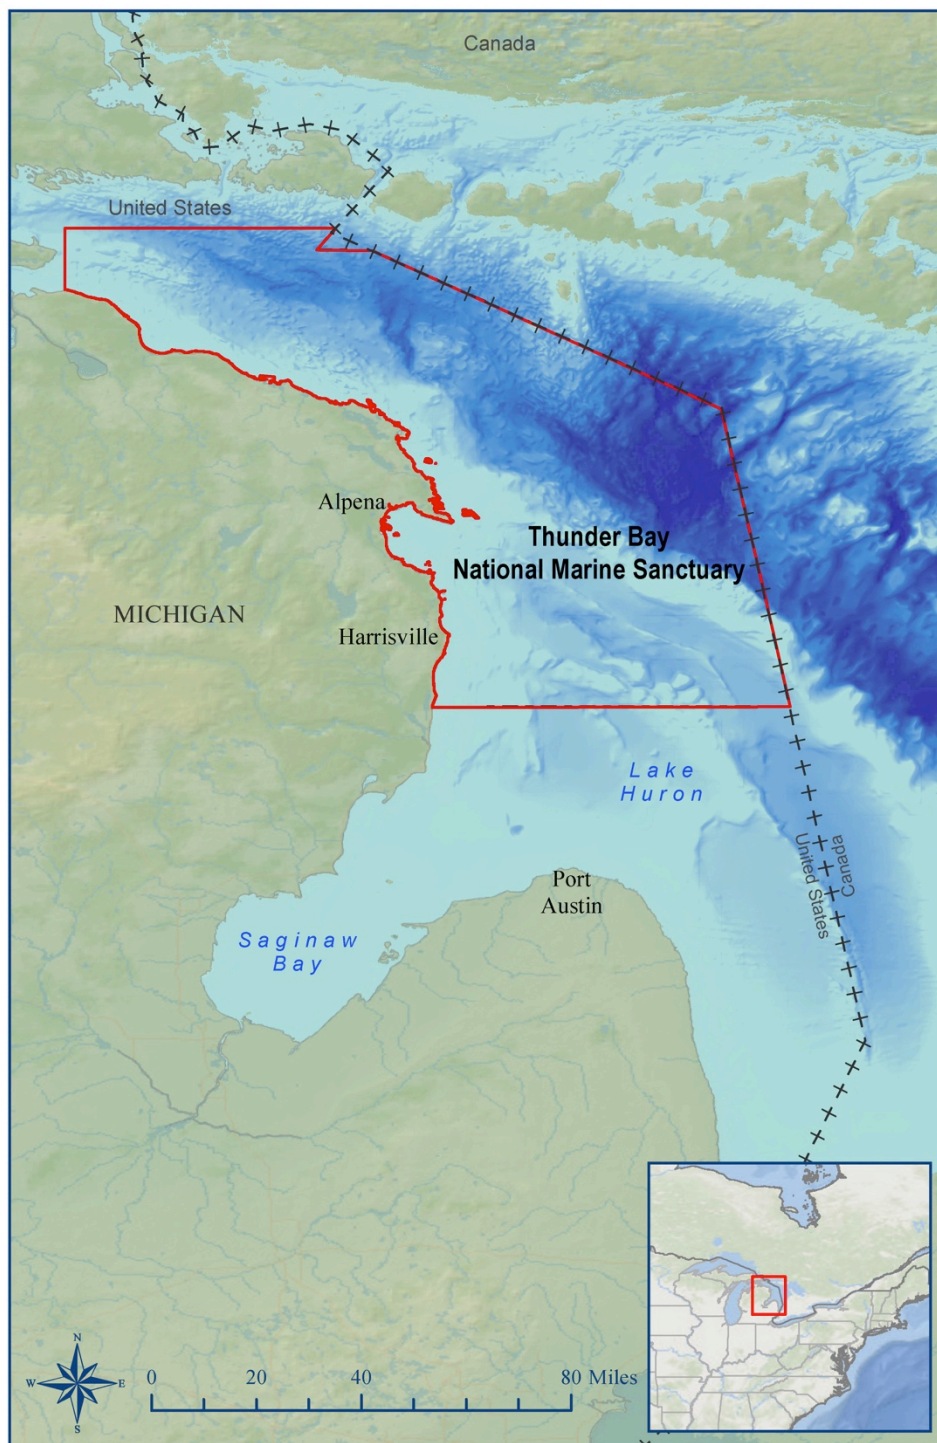 Canada
United States
Alpena
Thunder Bay
National Marine Sanctuary
MICHIGAN
Harrisville
Lake
Huron
Canada
United States
Port
Austin
Saginaw
Bay
N
W
E
S
0 20 40 80 Miles